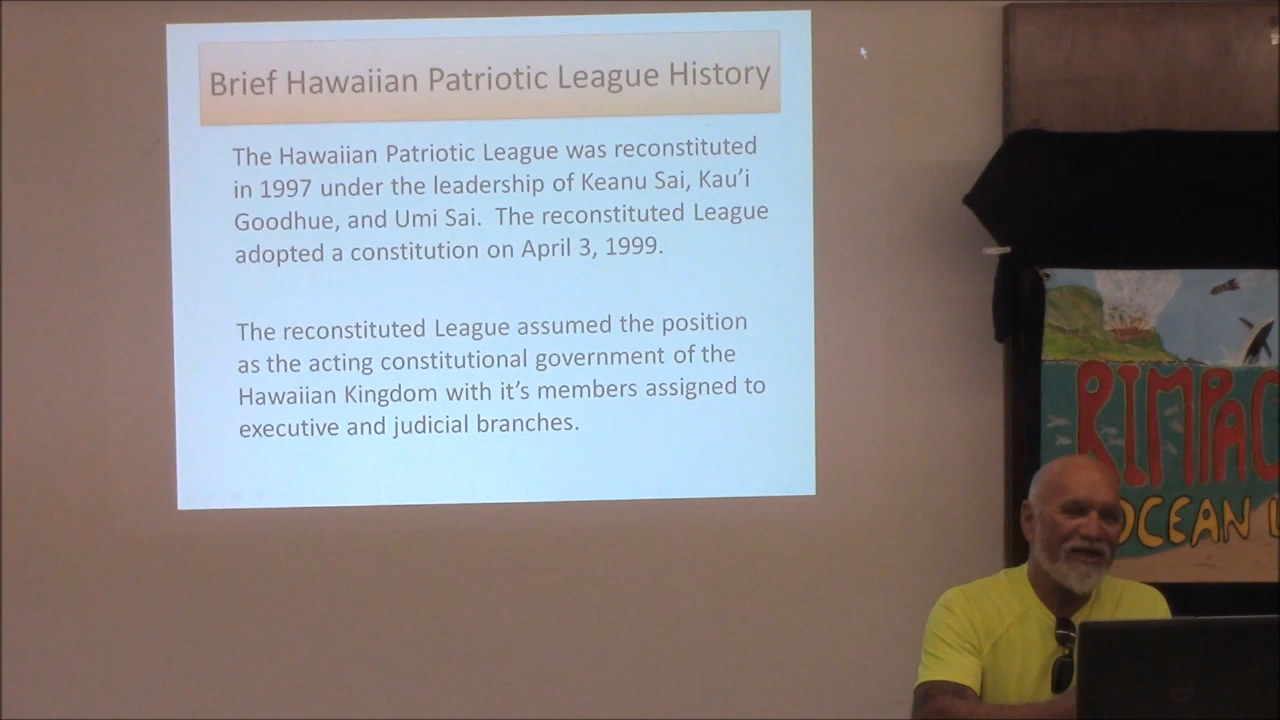 Brief Hawaiian Patriotic League History
The Hawaiian Patriotic League was reconstituted
in 1997 under the leadership of Keanu Sai, Kau'i
Goodhue, and Umi Sai.  The reconstituted League
adopted a constitution on April 3, 1999.
The reconstituted League assumed the position
as the acting constitutional government of the
Hawaiian Kingdom with it's members assigned to
executive and judicial branches.
RIMPAC
OCEAN